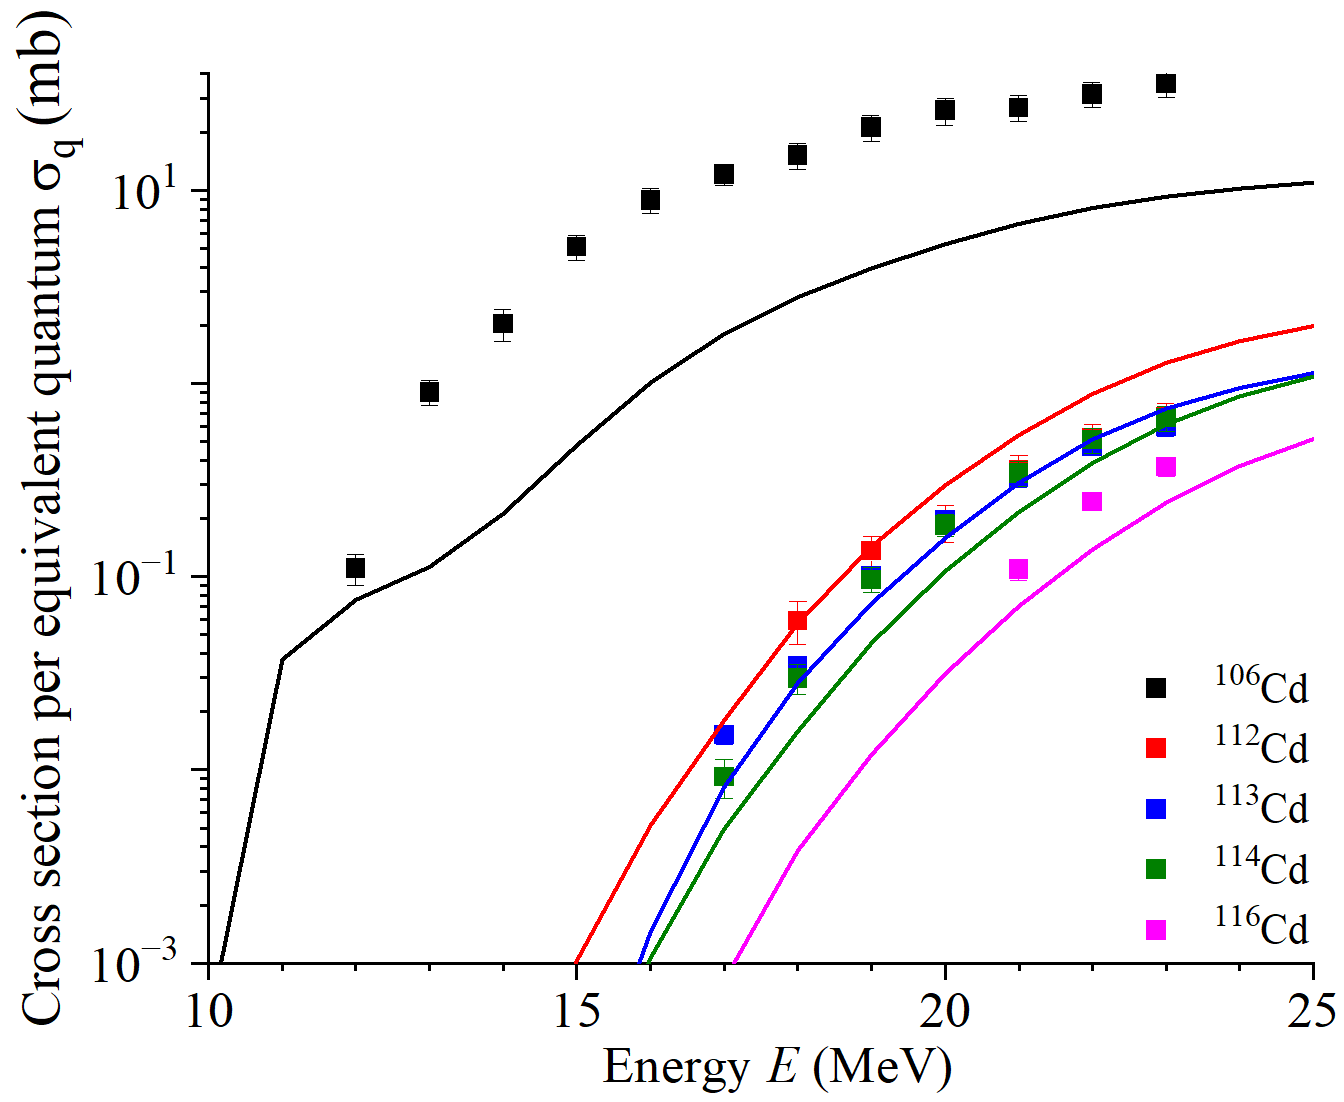 Cross section per equivalent quantum σq (mb)
10¹
10⁻¹
10⁻³
¹⁰⁶Cd
¹¹²Cd
¹¹³Cd
¹¹⁴Cd
¹¹⁶Cd
10 15 20 25
Energy E (MeV)